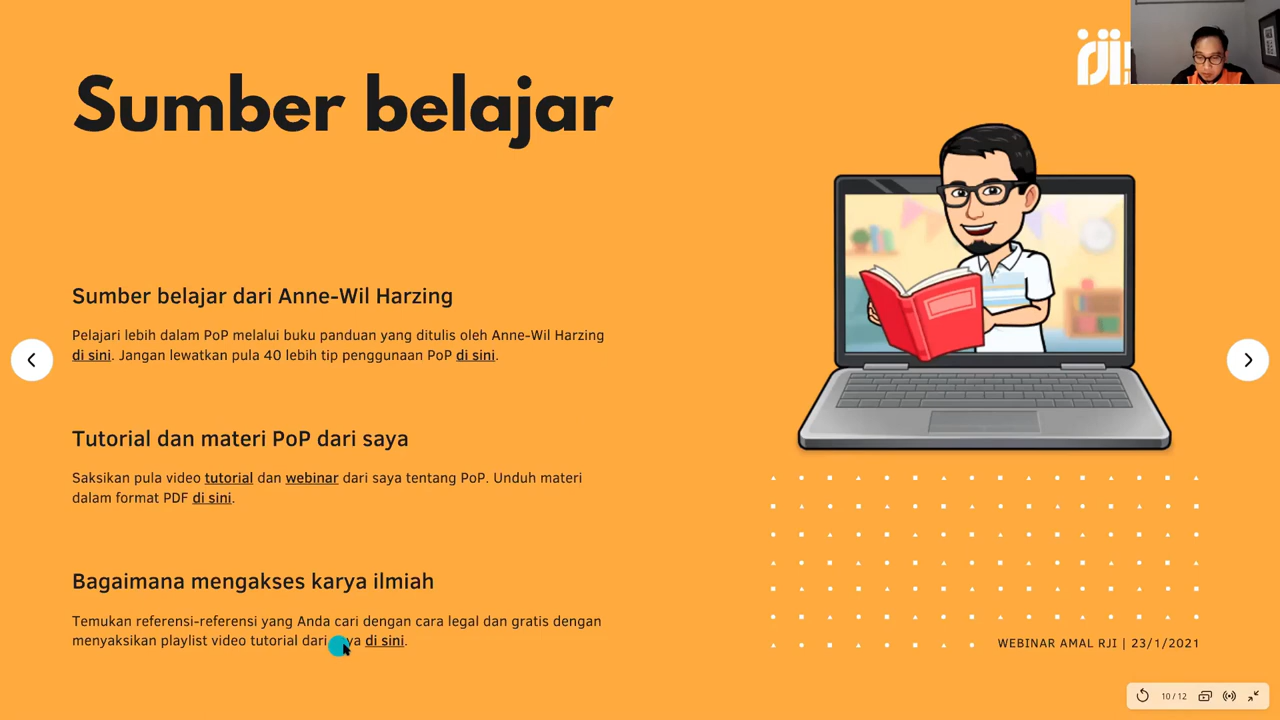 Sumber belajar
Sumber belajar dari Anne-Wil Harzing
Pelajari lebih dalam PoP melalui buku panduan yang ditulis oleh Anne-Wil Harzing
di sini. Jangan lewatkan pula 40 lebih tip penggunaan PoP di sini.
Tutorial dan materi PoP dari saya
Saksikan pula video tutorial dan webinar dari saya tentang PoP. Unduh materi
dalam format PDF di sini.
Bagaimana mengakses karya ilmiah
Temukan referensi-referensi yang Anda cari dengan cara legal dan gratis dengan
menyaksikan playlist video tutorial dari di sini.
WEBINAR AMAL RJI | 23/1/2021
10 / 12